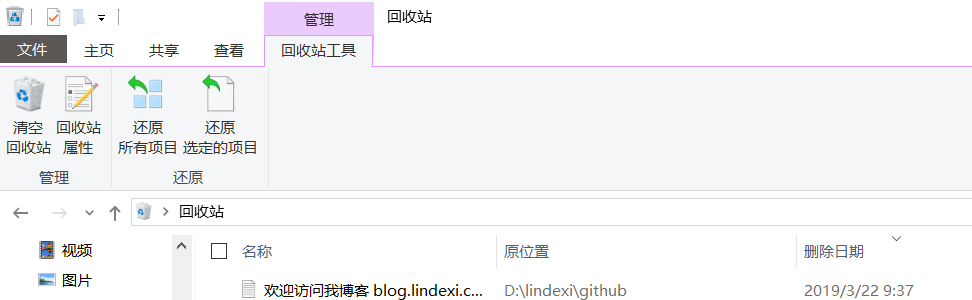 管理
回收站
文件
主页
共享
查看
回收站工具
清空
回收站
回收站
属性
还原
所有项目
还原
选定的项目
管理
还原
回收站
视频
图片
名称
原位置
删除日期
欢迎访问我博客 blog.lindexi.c...
D:\lindexi\github
2019/3/22 9:37